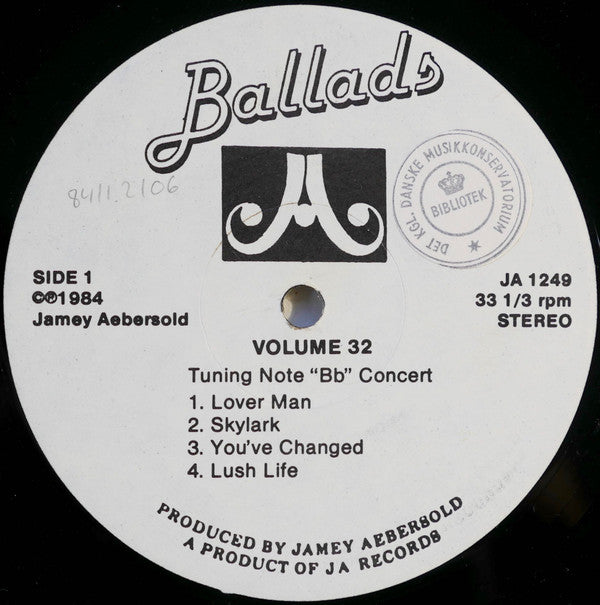 Ballads
84/1.2106
DET KGL. DANSKE MUSIKKONSERVATORIUM
BIBLIOTEK
SIDE 1
©℗1984
Jamey Aebersold
JA 1249
33 1/3 rpm
STEREO
VOLUME 32
Tuning Note “Bb” Concert
1. Lover Man
2. Skylark
3. You've Changed
4. Lush Life
PRODUCED BY JAMEY AEBERSOLD
A PRODUCT OF JA RECORDS